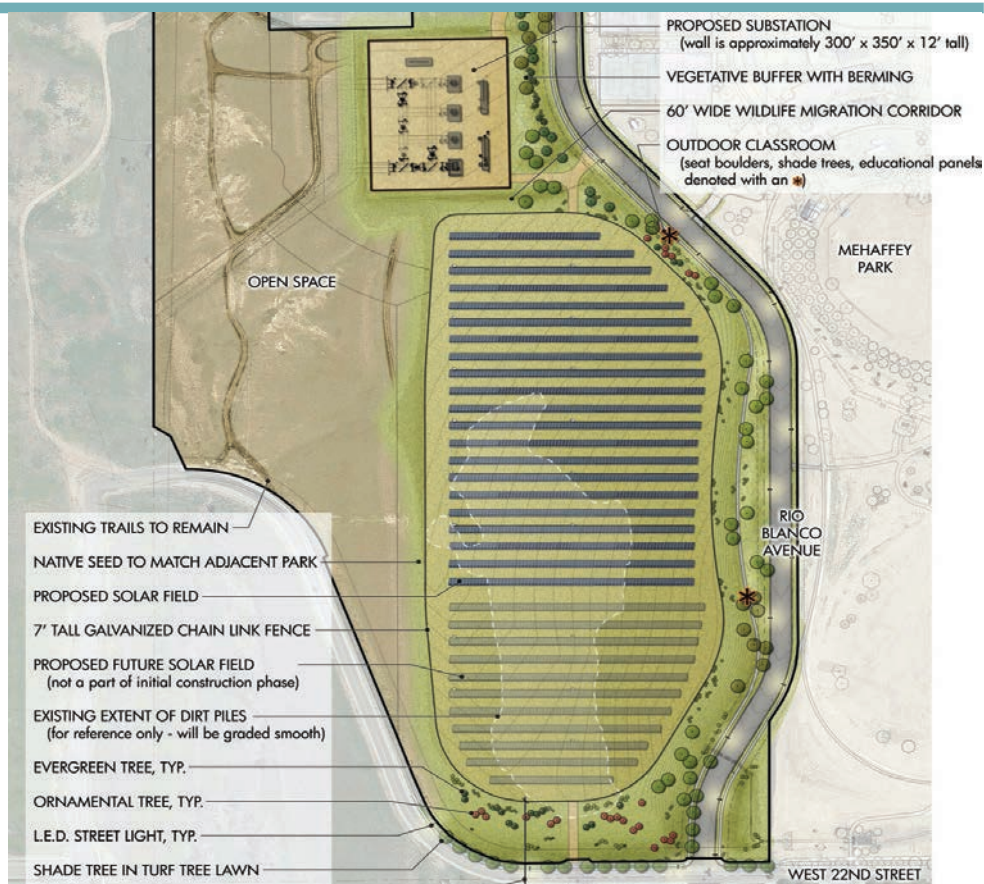 PROPOSED SUBSTATION
(wall is approximately 300' x 350' x 12' tall)
VEGETATIVE BUFFER WITH BERMING
60' WIDE WILDLIFE MIGRATION CORRIDOR
OUTDOOR CLASSROOM
(seat boulders, shade trees, educational panels
denoted with an *)
MEHAFFEY
PARK
OPEN SPACE
RIO
BLANCO
AVENUE
EXISTING TRAILS TO REMAIN
NATIVE SEED TO MATCH ADJACENT PARK
PROPOSED SOLAR FIELD
7' TALL GALVANIZED CHAIN LINK FENCE
PROPOSED FUTURE SOLAR FIELD
(not a part of initial construction phase)
EXISTING EXTENT OF DIRT PILES
(for reference only - will be graded smooth)
EVERGREEN TREE, TYP.
ORNAMENTAL TREE, TYP.
L.E.D. STREET LIGHT, TYP.
SHADE TREE IN TURF TREE LAWN
WEST 22ND STREET